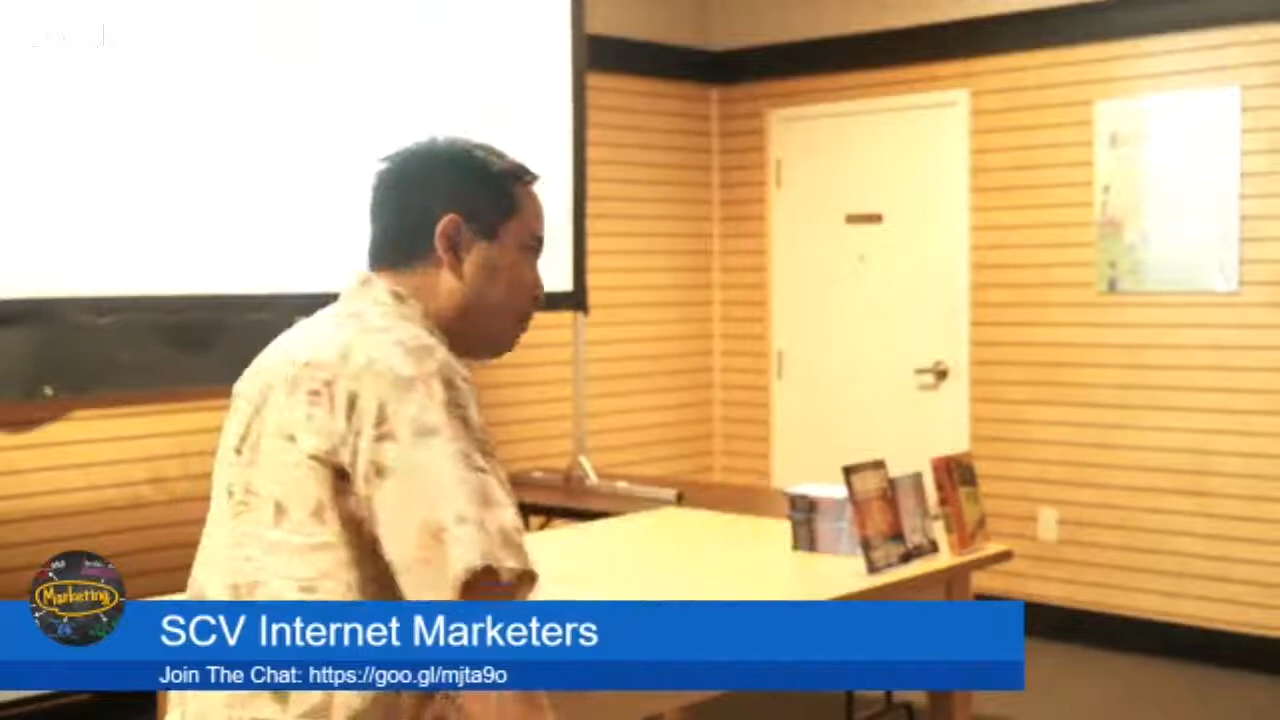 Marketing
SCV Internet Marketers
Join The Chat: https://goo.gl/mjta9o